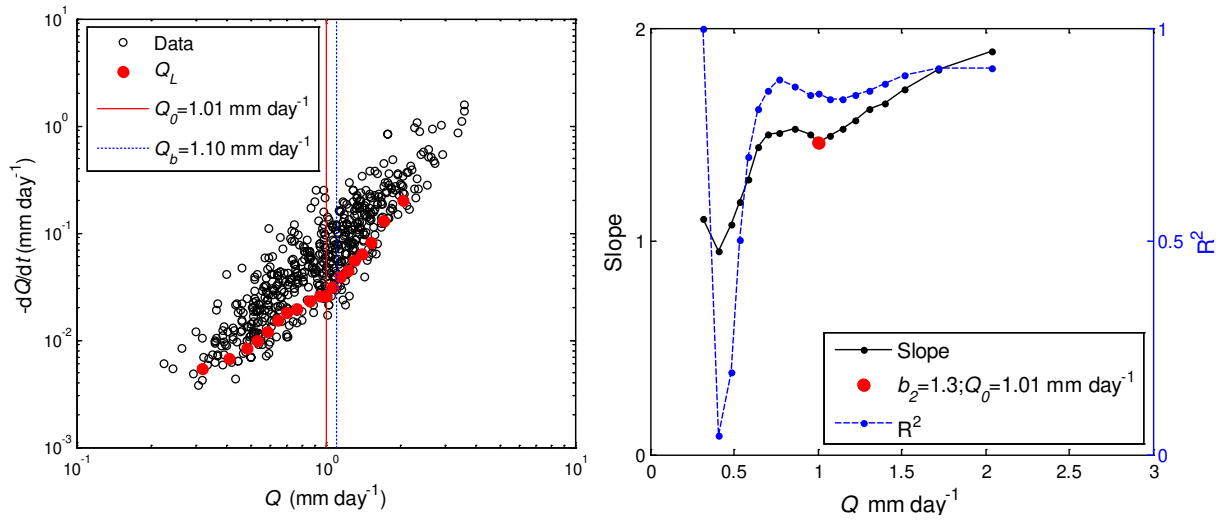 10^1
10^0
10^-1
10^-2
10^-3
-dQ/dt (mm day^-1)
Data
Q_L
Q_0=1.01 mm day^-1
Q_b=1.10 mm day^-1
10^-1
10^0
10^1
Q (mm day^-1)
2
1
0
Slope
1
0.5
0
R^2
Slope
b_2=1.3;Q_0=1.01 mm day^-1
R^2
0
0.5
1
1.5
2
2.5
3
Q mm day^-1